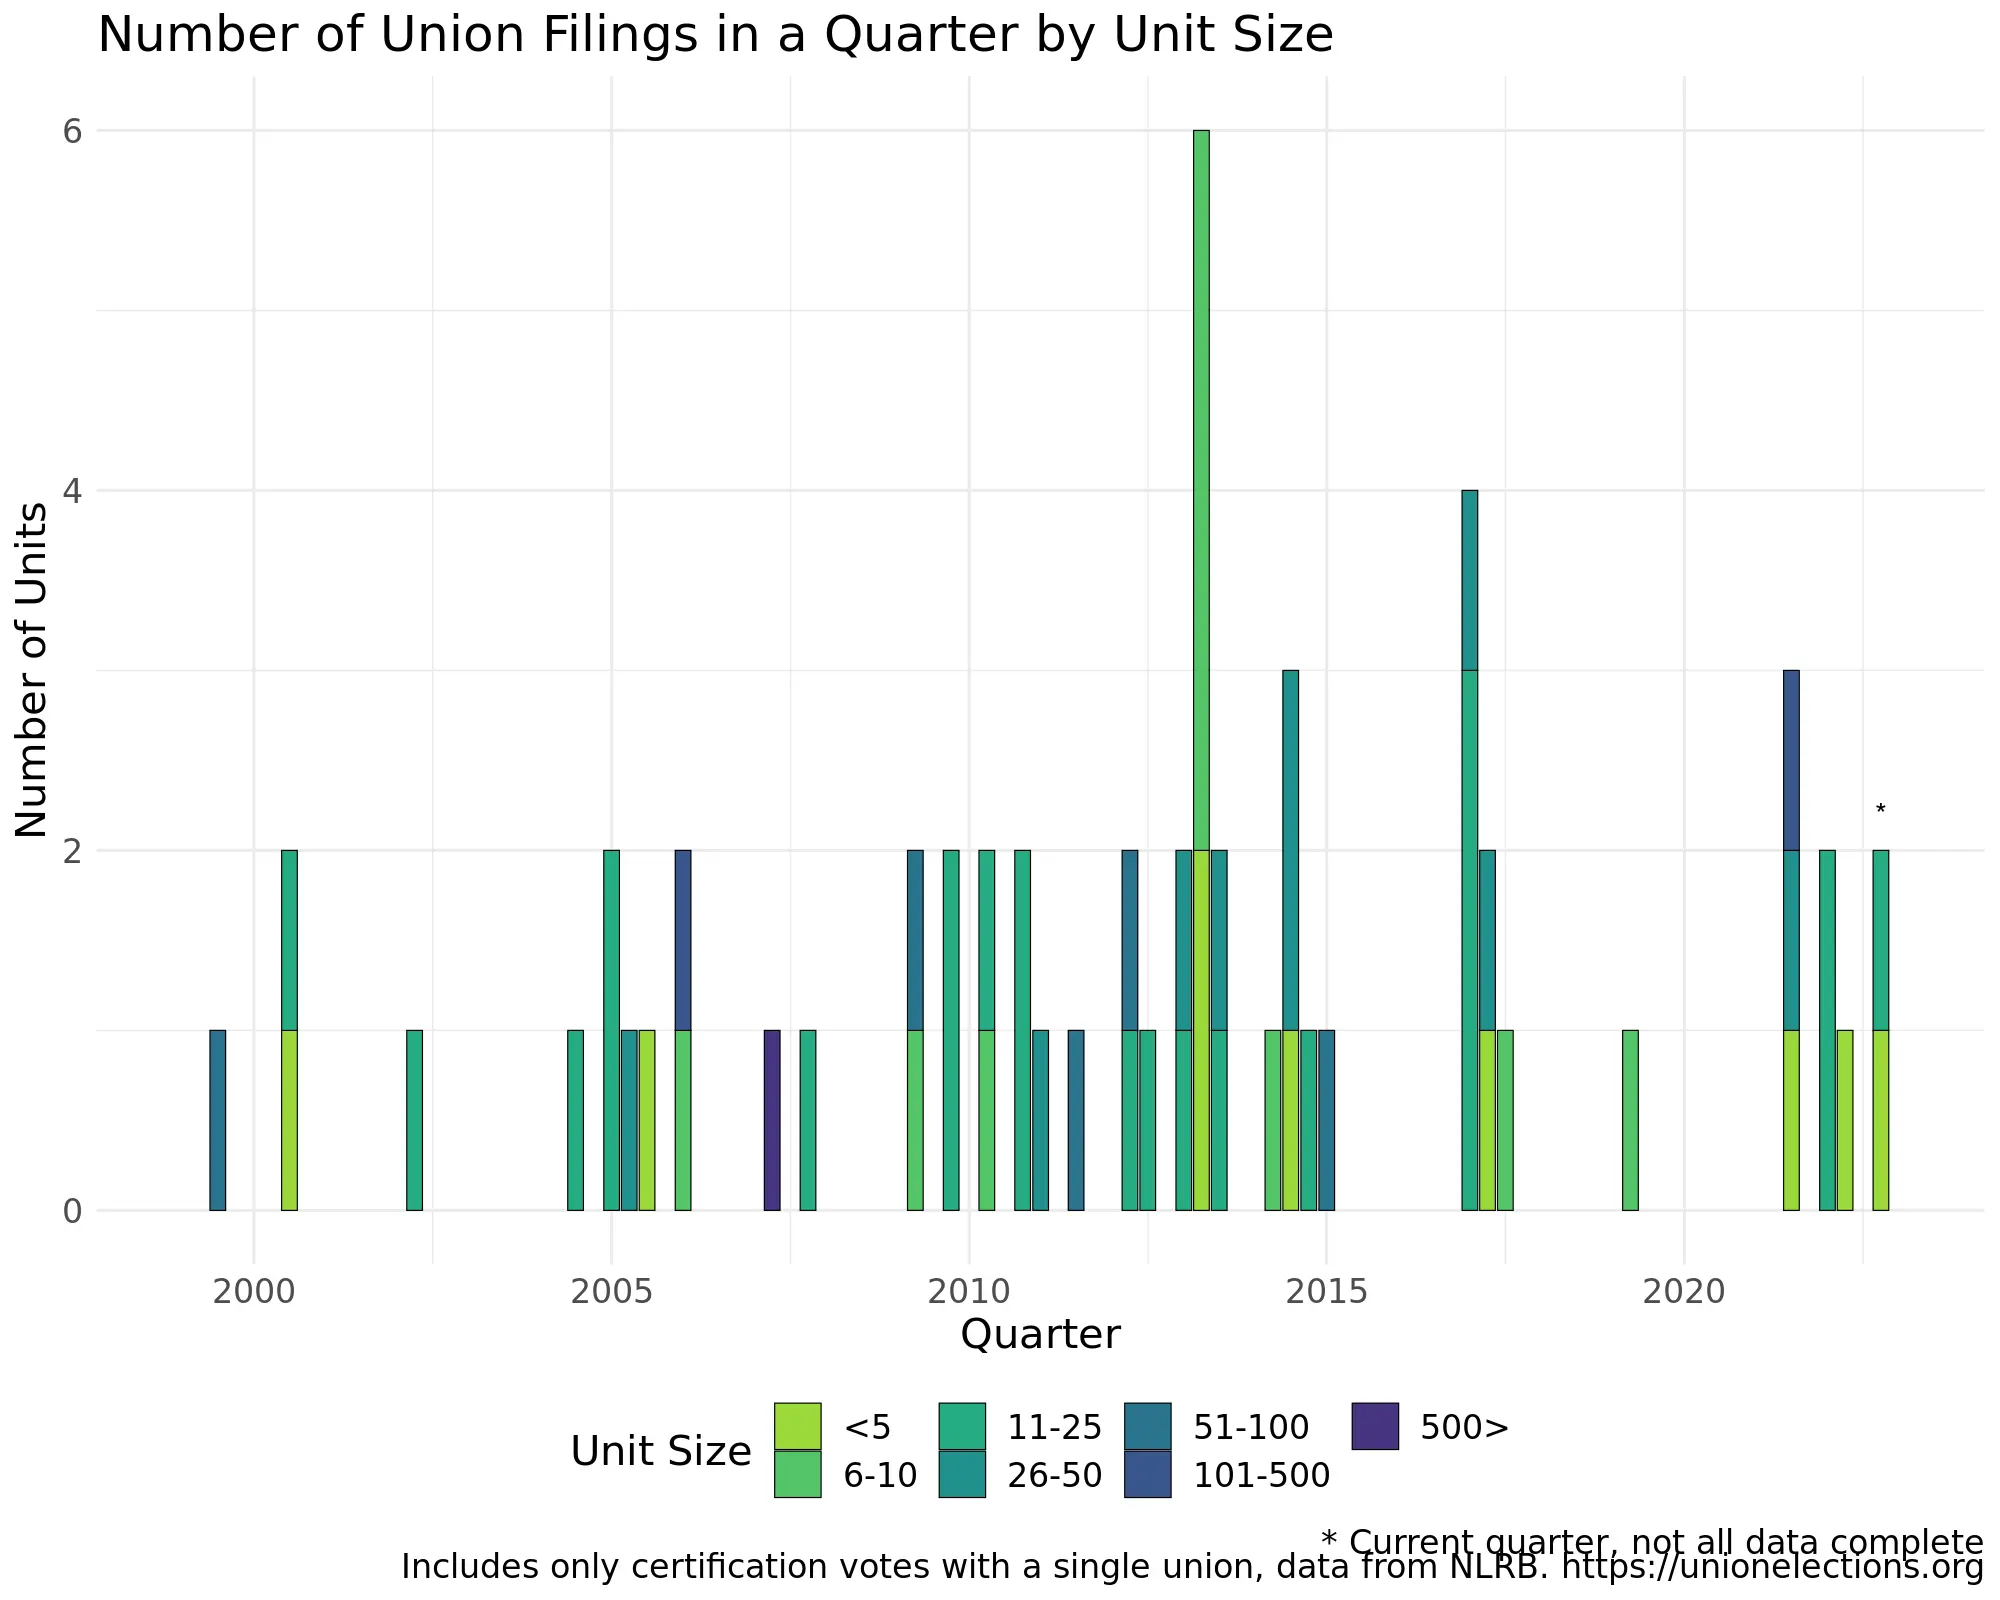 Number of Union Filings in a Quarter by Unit Size
6
4
2
0
Number of Units
*
2000 2005 2010 2015 2020
Quarter
Unit Size
<5 11-25 51-100 500>
6-10 26-50 101-500
* Current quarter, not all data complete
Includes only certification votes with a single union, data from NLRB. https://unionelections.org